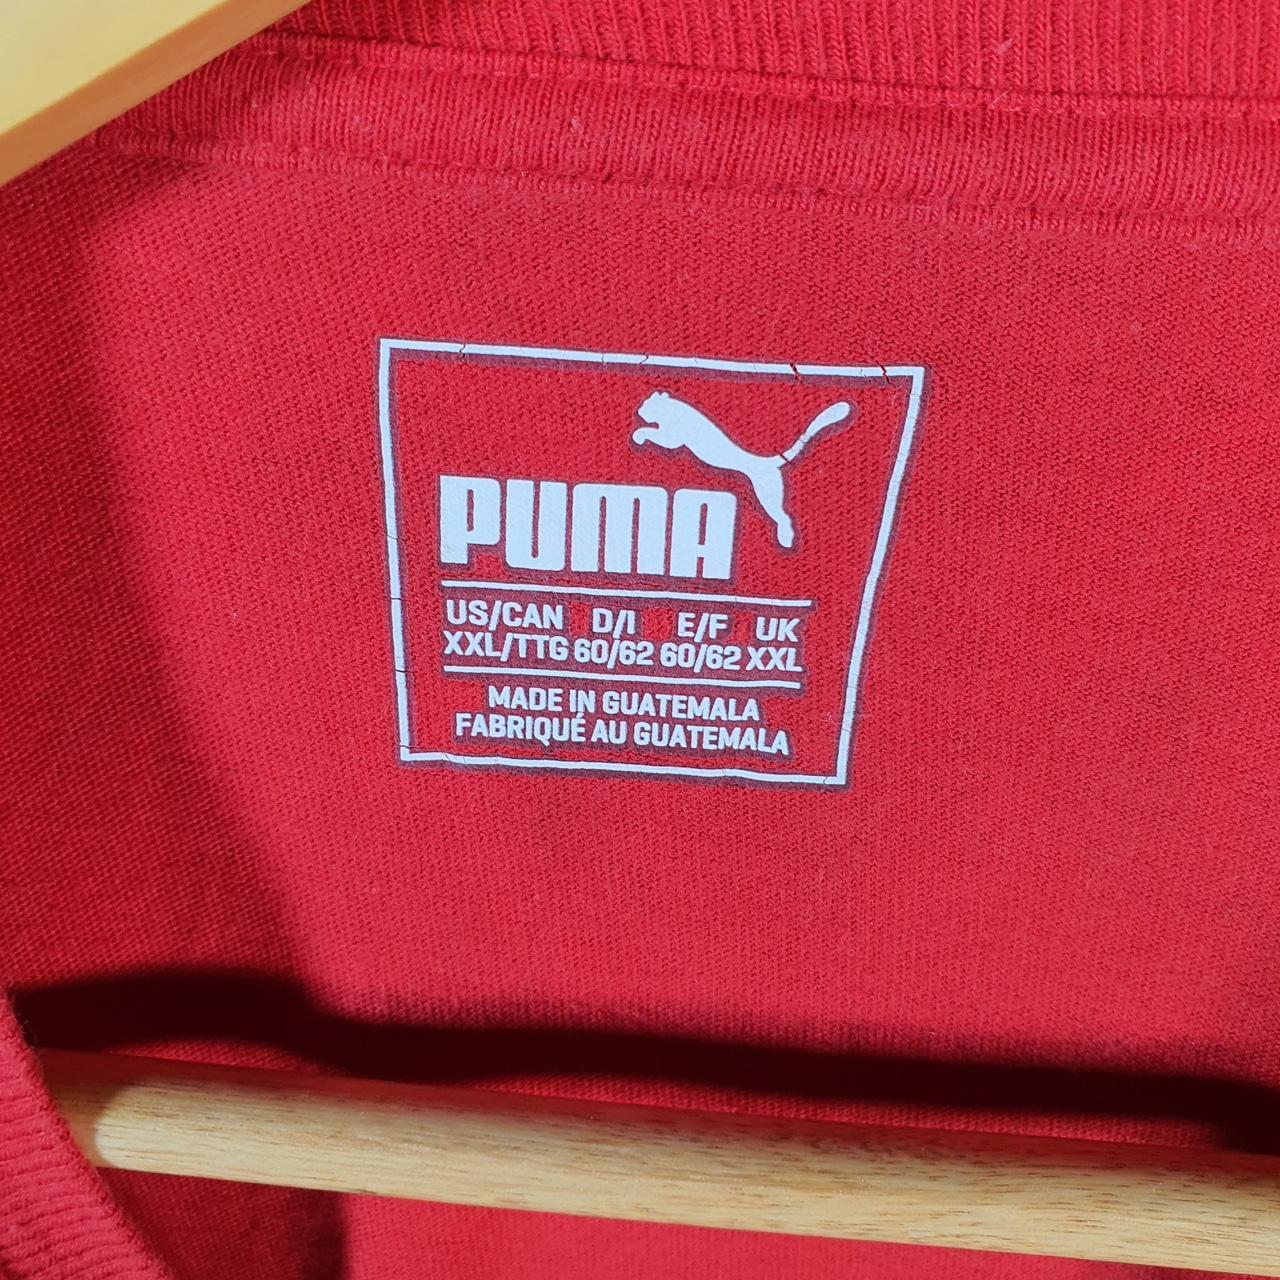 PUMA
US/CAN D/I E/F UK
XXL/TTG 60/62 60/62 XXL
MADE IN GUATEMALA
FABRIQUÉ AU GUATEMALA